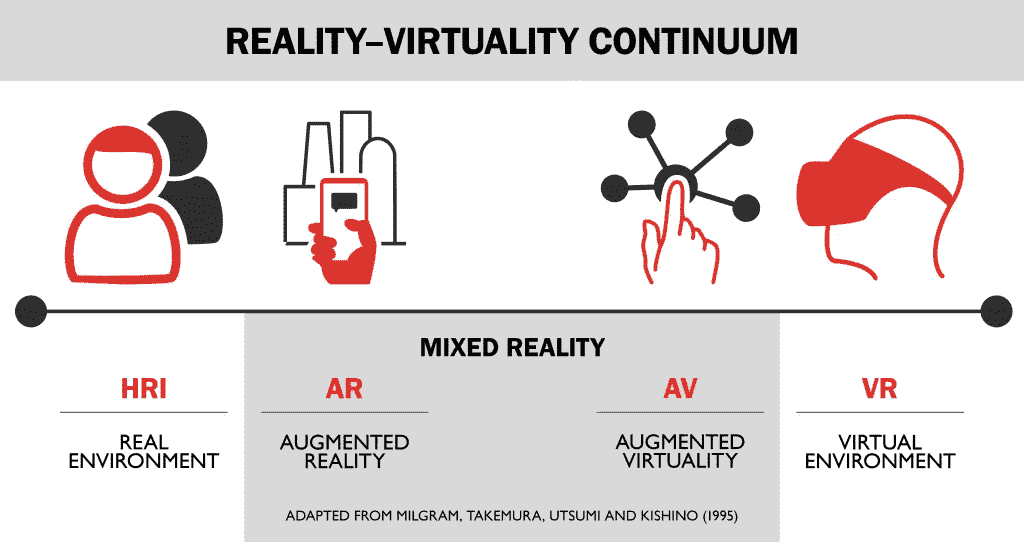 REALITY–VIRTUALITY CONTINUUM
MIXED REALITY
HRI
REAL
ENVIRONMENT
AR
AUGMENTED
REALITY
AV
AUGMENTED
VIRTUALITY
VR
VIRTUAL
ENVIRONMENT
ADAPTED FROM MILGRAM, TAKEMURA, UTSUMI AND KISHINO (1995)